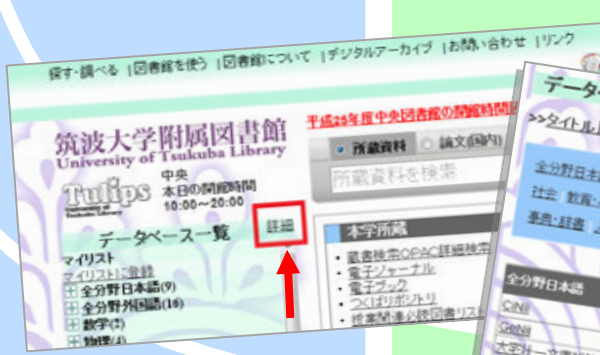 探す・調べる | 図書館を使う | 図書館について | デジタルアーカイブ | お問い合わせ | リンク
平成25年度中央図書館の開館時間
筑波大学附属図書館
University of Tsukuba Library
所蔵資料 論文(国内)
所蔵資料を検索
Tulips
中央
本日の開館時間
10:00～20:00
データベース一覧 詳細
マイリスト
マイリストに登録
全分野日本語(9)
全分野外国語(16)
数学(2)
物理(4)
本学所蔵
・蔵書検索OPAC詳細検索
・電子ジャーナル
・電子ブック
・つくばリポジトリ
・授業関連必読図書リスト
データベ
>>タイトル
全分野日本
社会 教育・
事典・辞書
全分野日本語
CiNii
GeNii